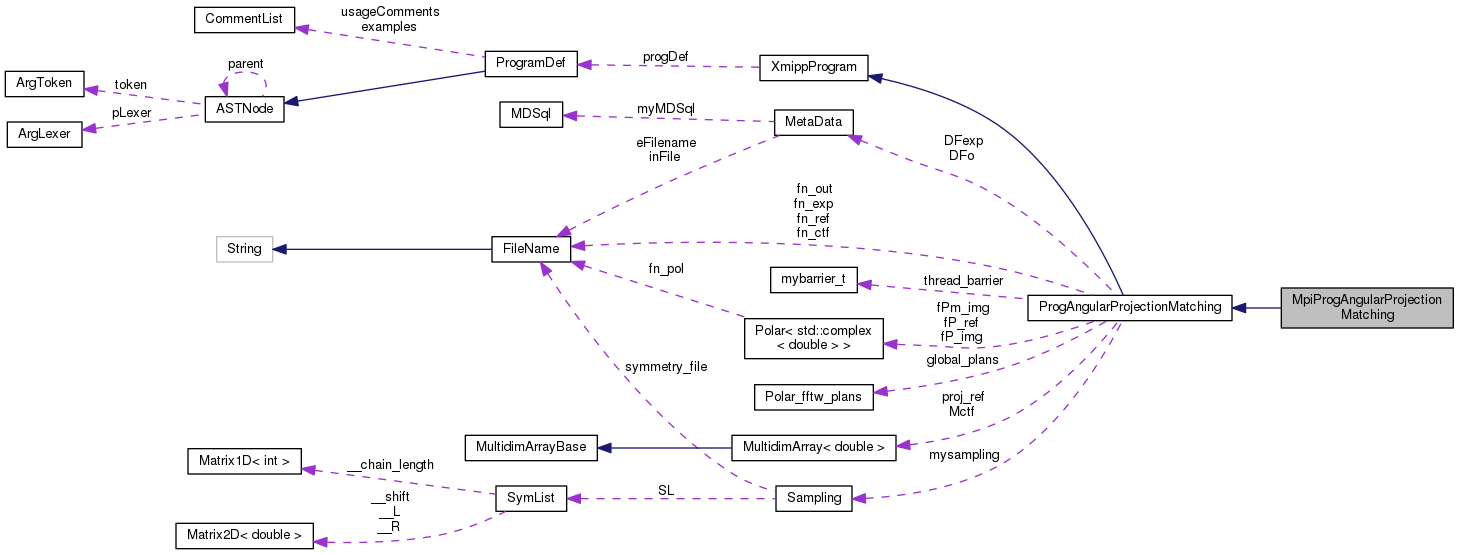 CommentList
usageComments
examples
ProgramDef
progDef
XmippProgram
parent
ArgToken
token
ASTNode
pLexer
ArgLexer
MDSql
myMDSql
MetaData
eFilename
inFile
DFexp
DFo
fn_out
fn_exp
fn_ref
fn_ctf
String
FileName
fn_pol
mybarrier_t
thread_barrier
ProgAngularProjectionMatching
MpiProgAngularProjection
Matching
fPm_img
fP_ref
fP_img
Polar< std::complex
< double > >
global_plans
symmetry_file
Polar_fftw_plans
proj_ref
Mctf
MultidimArrayBase
MultidimArray< double >
mysampling
Matrix1D< int >
__chain_length
SymList
SL
Sampling
__shift
__L
__R
Matrix2D< double >